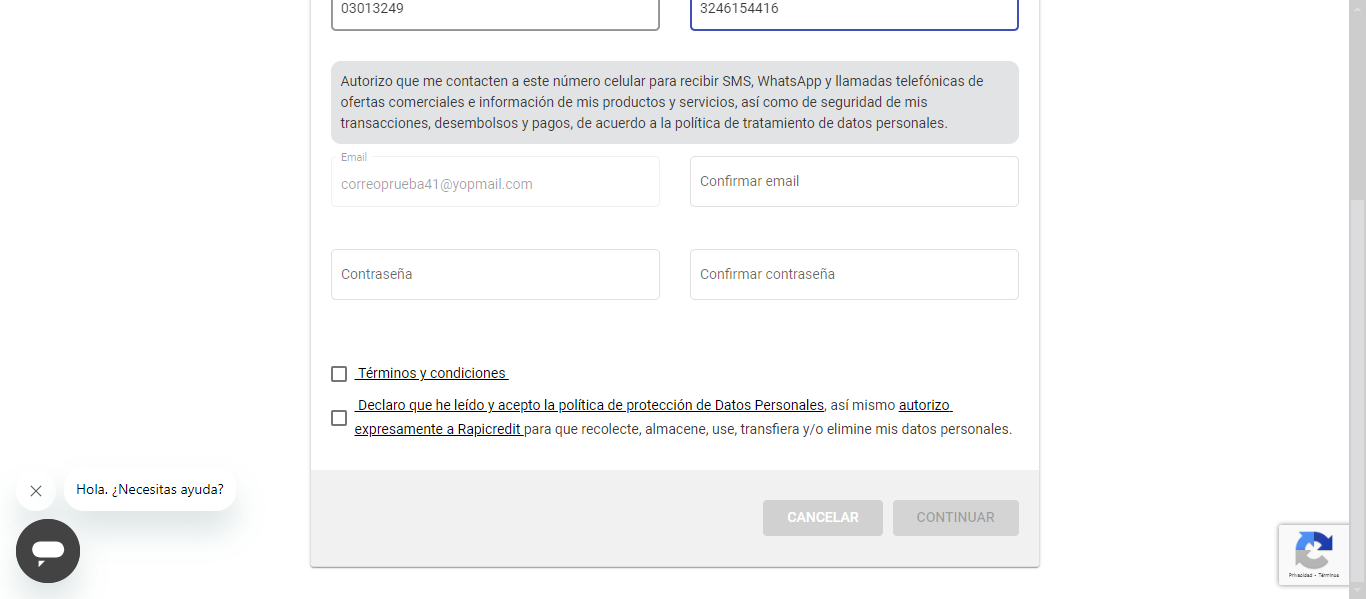 03013249
3246154416
Autorizo que me contacten a este número celular para recibir SMS, WhatsApp y llamadas telefónicas de
ofertas comerciales e información de mis productos y servicios, así como de seguridad de mis
transacciones, desembolsos y pagos, de acuerdo a la política de tratamiento de datos personales.
Email
correoprueba41@yopmail.com
Confirmar email
Contraseña
Confirmar contraseña
Términos y condiciones
Declaro que he leído y acepto la política de protección de Datos Personales, así mismo autorizo
expresamente a Rapicredit para que recolecte, almacene, use, transfiera y/o elimine mis datos personales.
Hola. ¿Necesitas ayuda?
CANCELAR
CONTINUAR
Privacidad - Términos